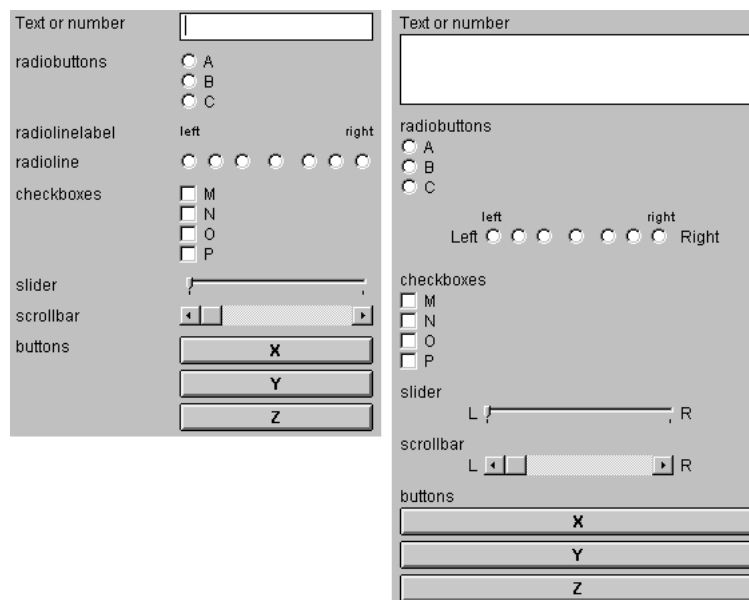 Text or number
radiobuttons
A
B
C
radiolinelabel left right
radioline
checkboxes
M
N
O
P
slider
scrollbar
buttons
X
Y
Z
Text or number
radiobuttons
A
B
C
left right
Left Right
checkboxes
M
N
O
P
slider
L R
scrollbar
L R
buttons
X
Y
Z